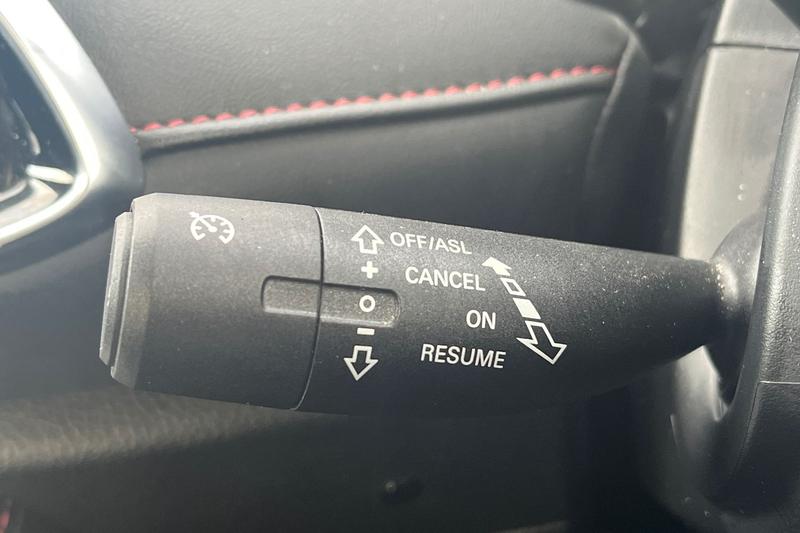 OFF/ASL
+
CANCEL
O
ON
−
RESUME